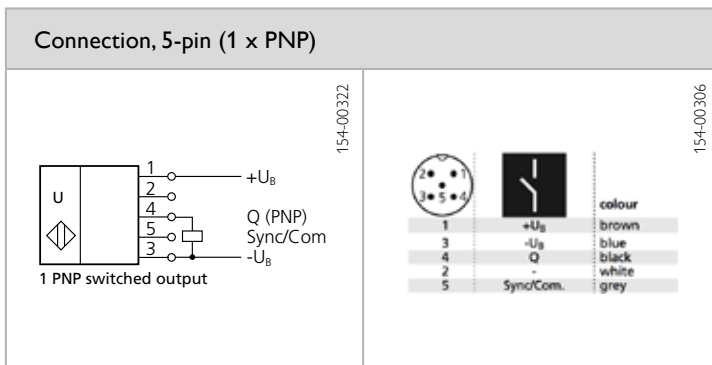 Connection, 5-pin (1 x PNP)
154-00322
U
1
2
4
5
3
+U_B
Q (PNP)
Sync/Com
-U_B
1 PNP switched output
154-00306
2 1
3 5 4
colour
1 +U_B brown
3 -U_B blue
4 Q black
2 - white
5 Sync/Com. grey